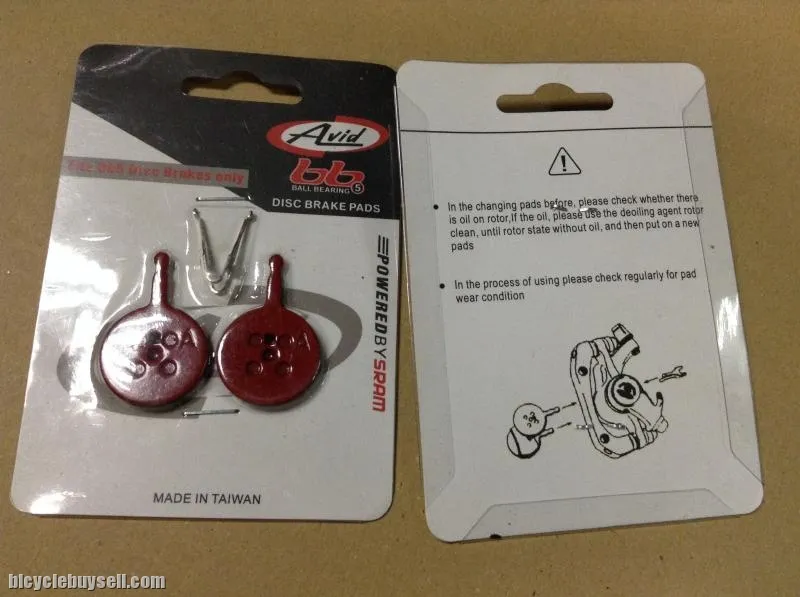 Avid
bb
BALL BEARING 5
DISC BRAKE PADS
Disc Brakes only
POWERED BY SRAM
A
A
MADE IN TAIWAN
In the changing pads before, please check whether there
is oil on rotor,If the oil, please use the deoiling agent rotor
clean, until rotor state without oil, and then put on a new
pads
In the process of using please check regularly for pad
wear condition
bicyclebuysell.com